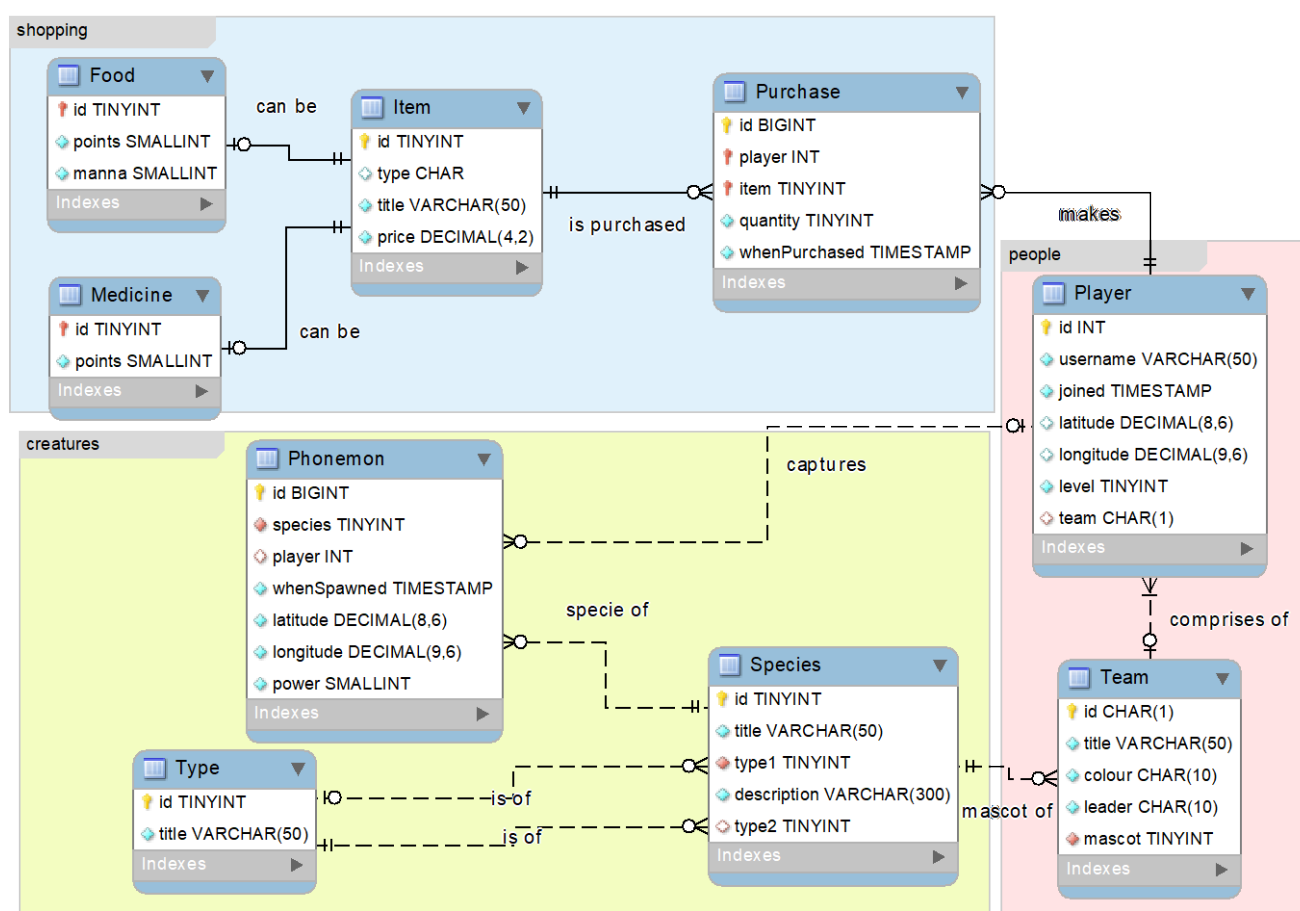 shopping
Food
id TINYINT
points SMALLINT
manna SMALLINT
Indexes
can be
Item
id TINYINT
type CHAR
title VARCHAR(50)
price DECIMAL(4,2)
Indexes
is purchased
Purchase
id BIGINT
player INT
item TINYINT
quantity TINYINT
whenPurchased TIMESTAMP
Indexes
makes
Medicine
id TINYINT
points SMALLINT
Indexes
can be
people
Player
id INT
username VARCHAR(50)
joined TIMESTAMP
latitude DECIMAL(8,6)
longitude DECIMAL(9,6)
level TINYINT
team CHAR(1)
Indexes
comprises of
Team
id CHAR(1)
title VARCHAR(50)
colour CHAR(10)
leader CHAR(10)
mascot TINYINT
Indexes
creatures
Phonemon
id BIGINT
species TINYINT
player INT
whenSpawned TIMESTAMP
latitude DECIMAL(8,6)
longitude DECIMAL(9,6)
power SMALLINT
Indexes
captures
specie of
Species
id TINYINT
title VARCHAR(50)
type1 TINYINT
description VARCHAR(300)
type2 TINYINT
Indexes
mascot of
Type
id TINYINT
title VARCHAR(50)
Indexes
is of
is of